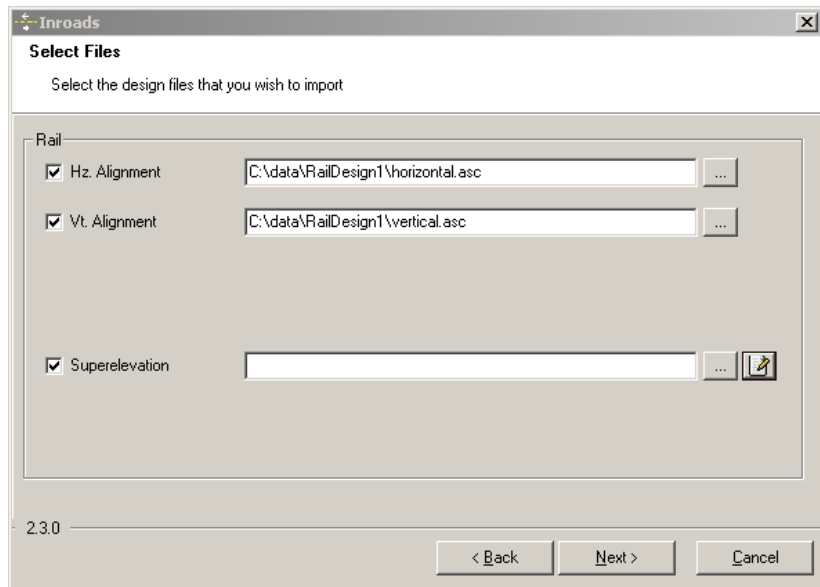 Inroads
Select Files
Select the design files that you wish to import
Rail
Hz. Alignment C:\data\RailDesign1\horizontal.asc ...
Vt. Alignment C:\data\RailDesign1\vertical.asc ...
Superelevation ...
2.3.0
< Back Next > Cancel